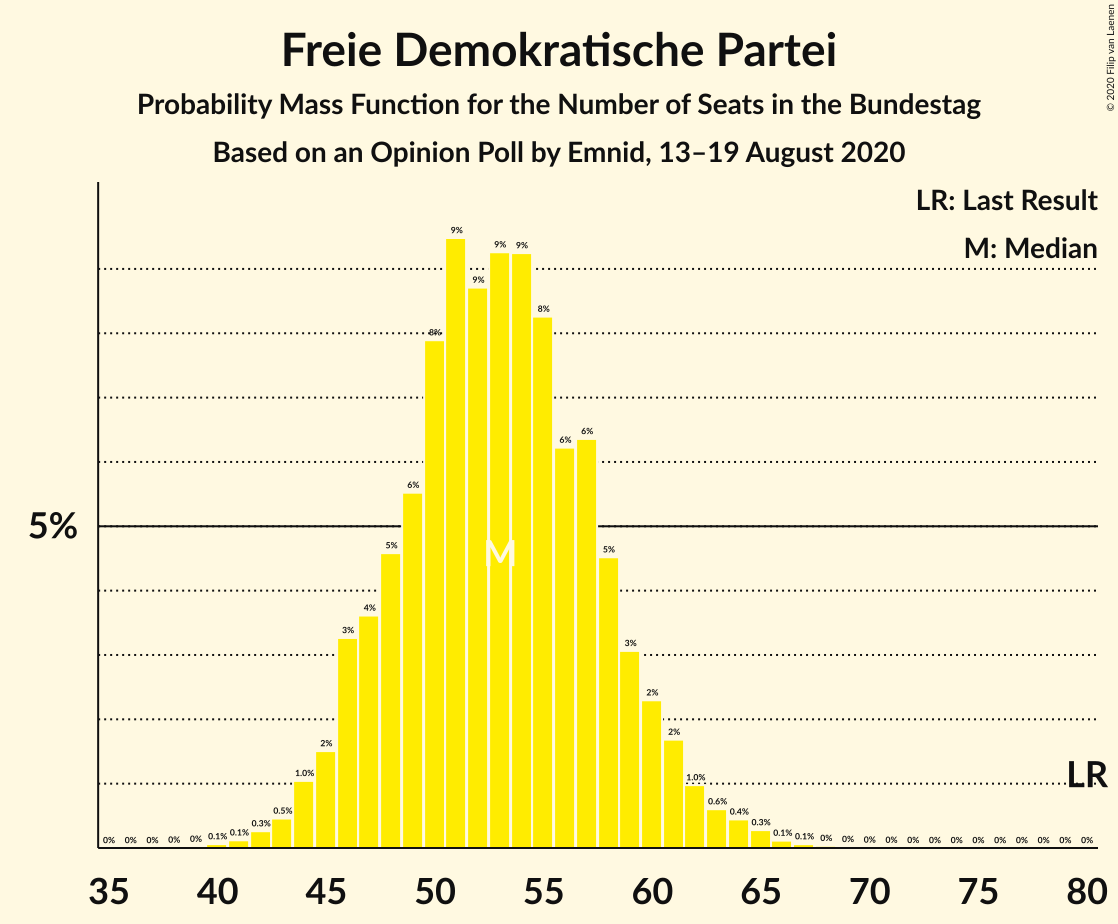 Freie Demokratische Partei
Probability Mass Function for the Number of Seats in the Bundestag
Based on an Opinion Poll by Emnid, 13–19 August 2020
© 2020 Filip van Laenen
LR: Last Result
M: Median
5%
0% 0% 0% 0% 0% 0.1% 0.1% 0.3% 0.5% 1.0% 2% 3% 4% 5% 6% 8% 9% 9% 9% 9% 8% 6% 6% 5% 3% 2% 2% 1.0% 0.6% 0.4% 0.3% 0.1% 0.1% 0% 0% 0% 0% 0% 0% 0% 0% 0% 0% 0% 0% 0%
M
LR
35 40 45 50 55 60 65 70 75 80